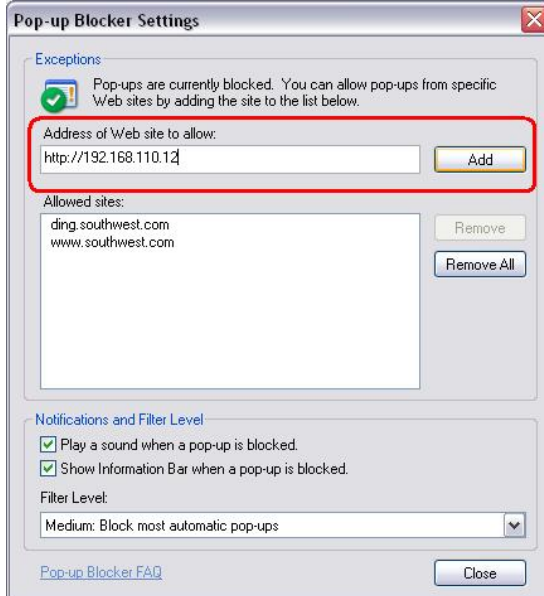 Pop-up Blocker Settings
Exceptions
Pop-ups are currently blocked. You can allow pop-ups from specific
Web sites by adding the site to the list below.
Address of Web site to allow:
http://192.168.110.12
Add
Allowed sites:
ding.southwest.com
www.southwest.com
Remove
Remove All
Notifications and Filter Level
Play a sound when a pop-up is blocked.
Show Information Bar when a pop-up is blocked.
Filter Level:
Medium: Block most automatic pop-ups
Pop-up Blocker FAQ
Close